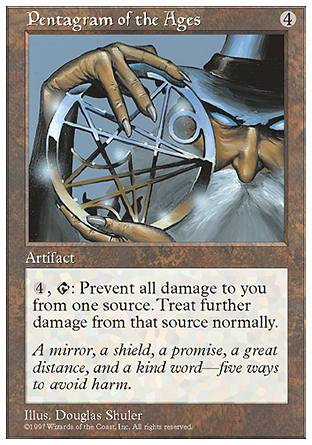 Pentagram of the Ages 4
Artifact
4, : Prevent all damage to you
from one source. Treat further
damage from that source normally.
A mirror, a shield, a promise, a great
distance, and a kind word—five ways
to avoid harm.
Illus. Douglas Shuler
©1997 Wizards of the Coast, Inc. All rights reserved.